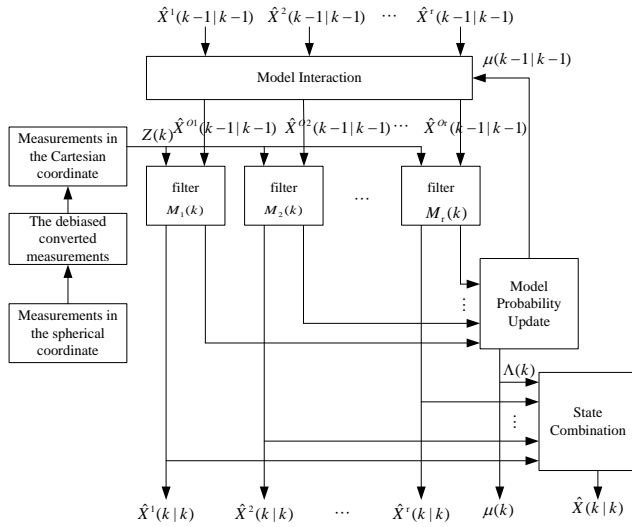 X̂¹(k−1|k−1) X̂²(k−1|k−1) ⋯ X̂ʳ(k−1|k−1)
μ(k−1|k−1)
Model Interaction
X̂ᴼ¹(k−1|k−1) X̂ᴼ²(k−1|k−1) ⋯ X̂ᴼʳ(k−1|k−1)
Z(k)
Measurements in
the Cartesian
coordinate
filter
M₁(k)
filter
M₂(k)
⋯
filter
Mᵣ(k)
The debiased
converted
measurements
Measurements in
the spherical
coordinate
Model
Probability
Update
⋮
Λ(k)
State
Combination
⋮
X̂¹(k|k) X̂²(k|k) ⋯ X̂ʳ(k|k) μ(k) X̂(k|k)